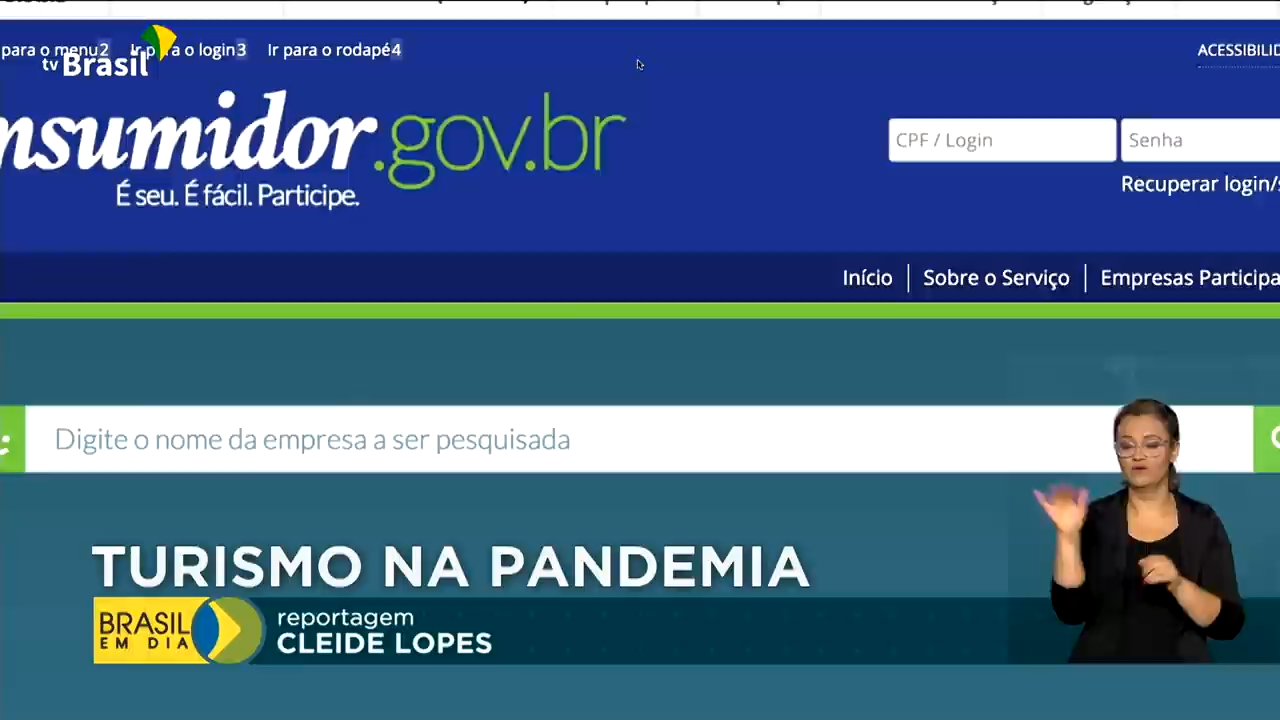 para o menu2 Ir para o login3 Ir para o rodapé4
ACESSIBILID
tv Brasil
nsumidor.gov.br
É seu. É fácil. Participe.
CPF / Login
Senha
Recuperar login/s
Início
Sobre o Serviço
Empresas Participa
Digite o nome da empresa a ser pesquisada
TURISMO NA PANDEMIA
BRASIL
EM DIA
reportagem
CLEIDE LOPES